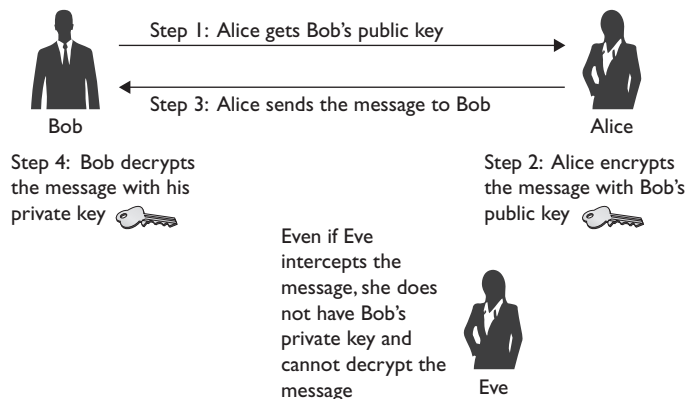 Step 1: Alice gets Bob's public key
Step 3: Alice sends the message to Bob
Bob
Alice
Step 4: Bob decrypts
the message with his
private key
Step 2: Alice encrypts
the message with Bob's
public key
Even if Eve
intercepts the
message, she does
not have Bob's
private key and
cannot decrypt the
message
Eve